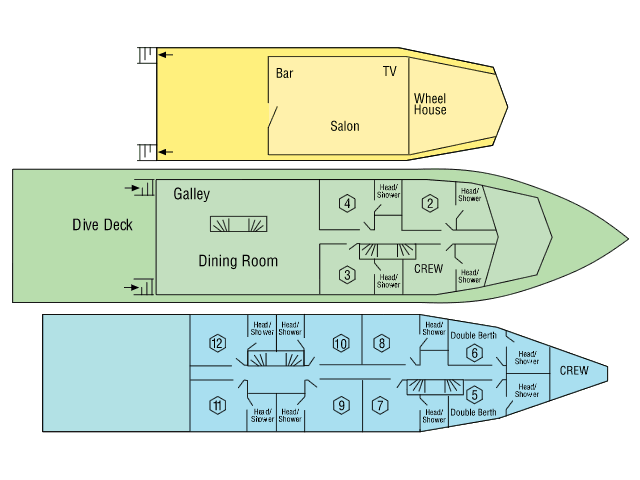 Bar
TV
Wheel
House
Salon
Galley
Dive Deck
Dining Room
4
Head/
Shower
2
Head/
Shower
3
Head/
Shower
CREW
Head/
Shower
12
Head/
Shower
Head/
Shower
10
8
Head/
Shower
Double Berth
6
Head/
Shower
CREW
11
Head/
Shower
Head/
Shower
9
7
Head/
Shower
5
Double Berth
Head/
Shower